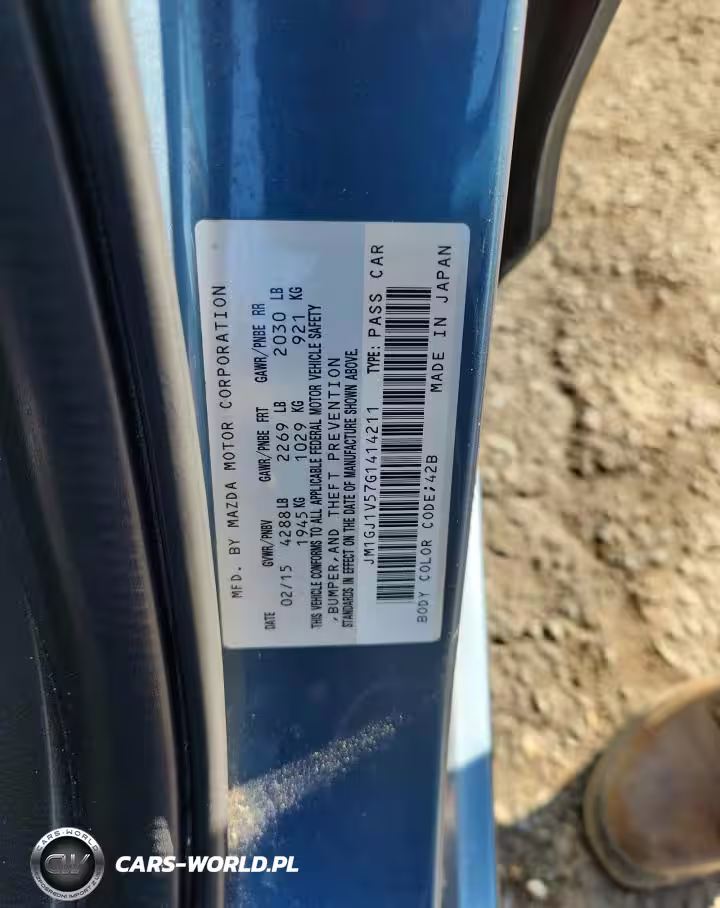 MFD. BY MAZDA MOTOR CORPORATION
DATE GVWR/PNBV GAWR/PNBE FRT GAWR/PNBE RR
02/15 4288LB 2269 LB 2030 LB
1945KG 1029 KG 921 KG
THIS VEHICLE CONFORMS TO ALL APPLICABLE FEDERAL MOTOR VEHICLE SAFETY
,BUMPER,AND THEFT PREVENTION
STANDARDS IN EFFECT ON THE DATE OF MANUFACTURE SHOWN ABOVE.
JM1GJ1V57G1414211 TYPE: PASS CAR
BODY COLOR CODE;42B MADE IN JAPAN
CARS-WORLD
CW
CARS-WORLD.PL